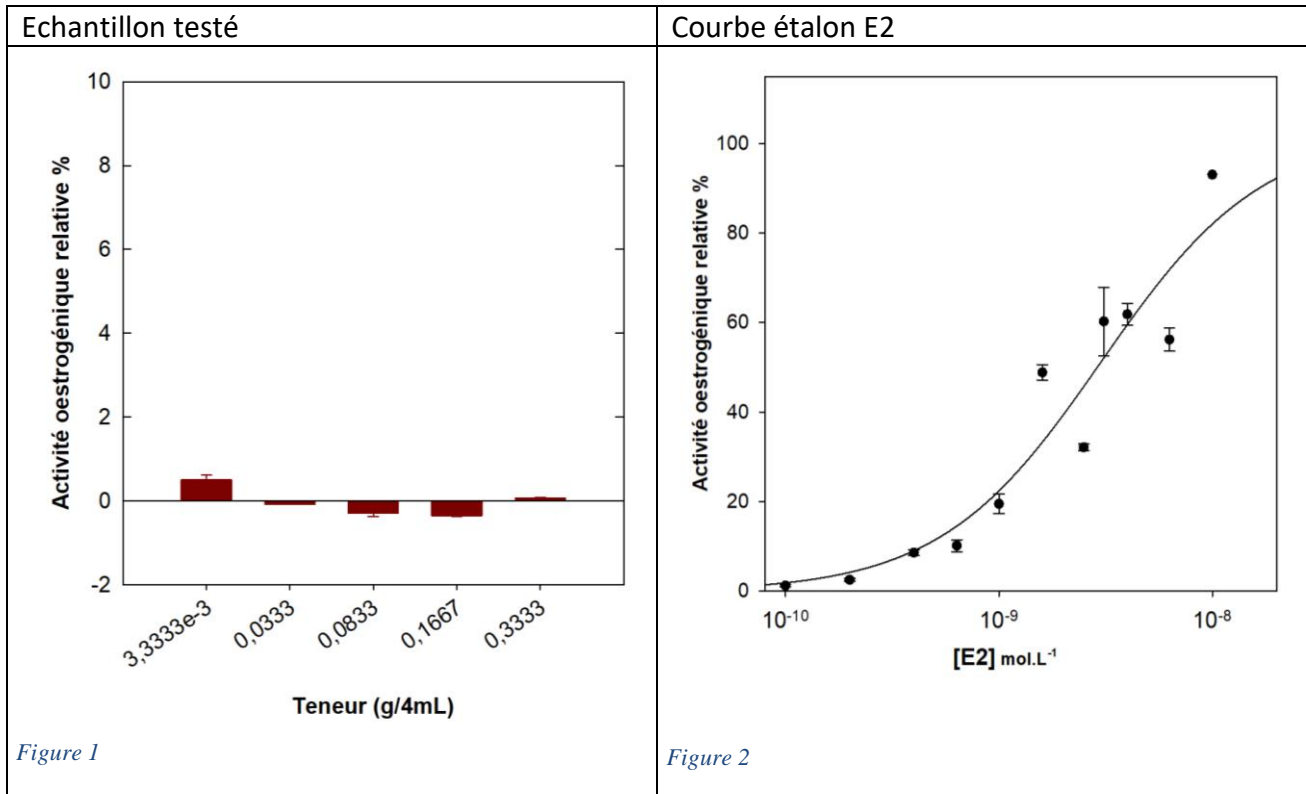 Echantillon testé
Courbe étalon E2
Activité oestrogénique relative %
10
8
6
4
2
0
-2
3,3333e-3
0,0333
0,0833
0,1667
0,3333
Teneur (g/4mL)
Figure 1
Activité oestrogénique relative %
100
80
60
40
20
0
10⁻¹⁰
10⁻⁹
10⁻⁸
[E2] mol.L⁻¹
Figure 2